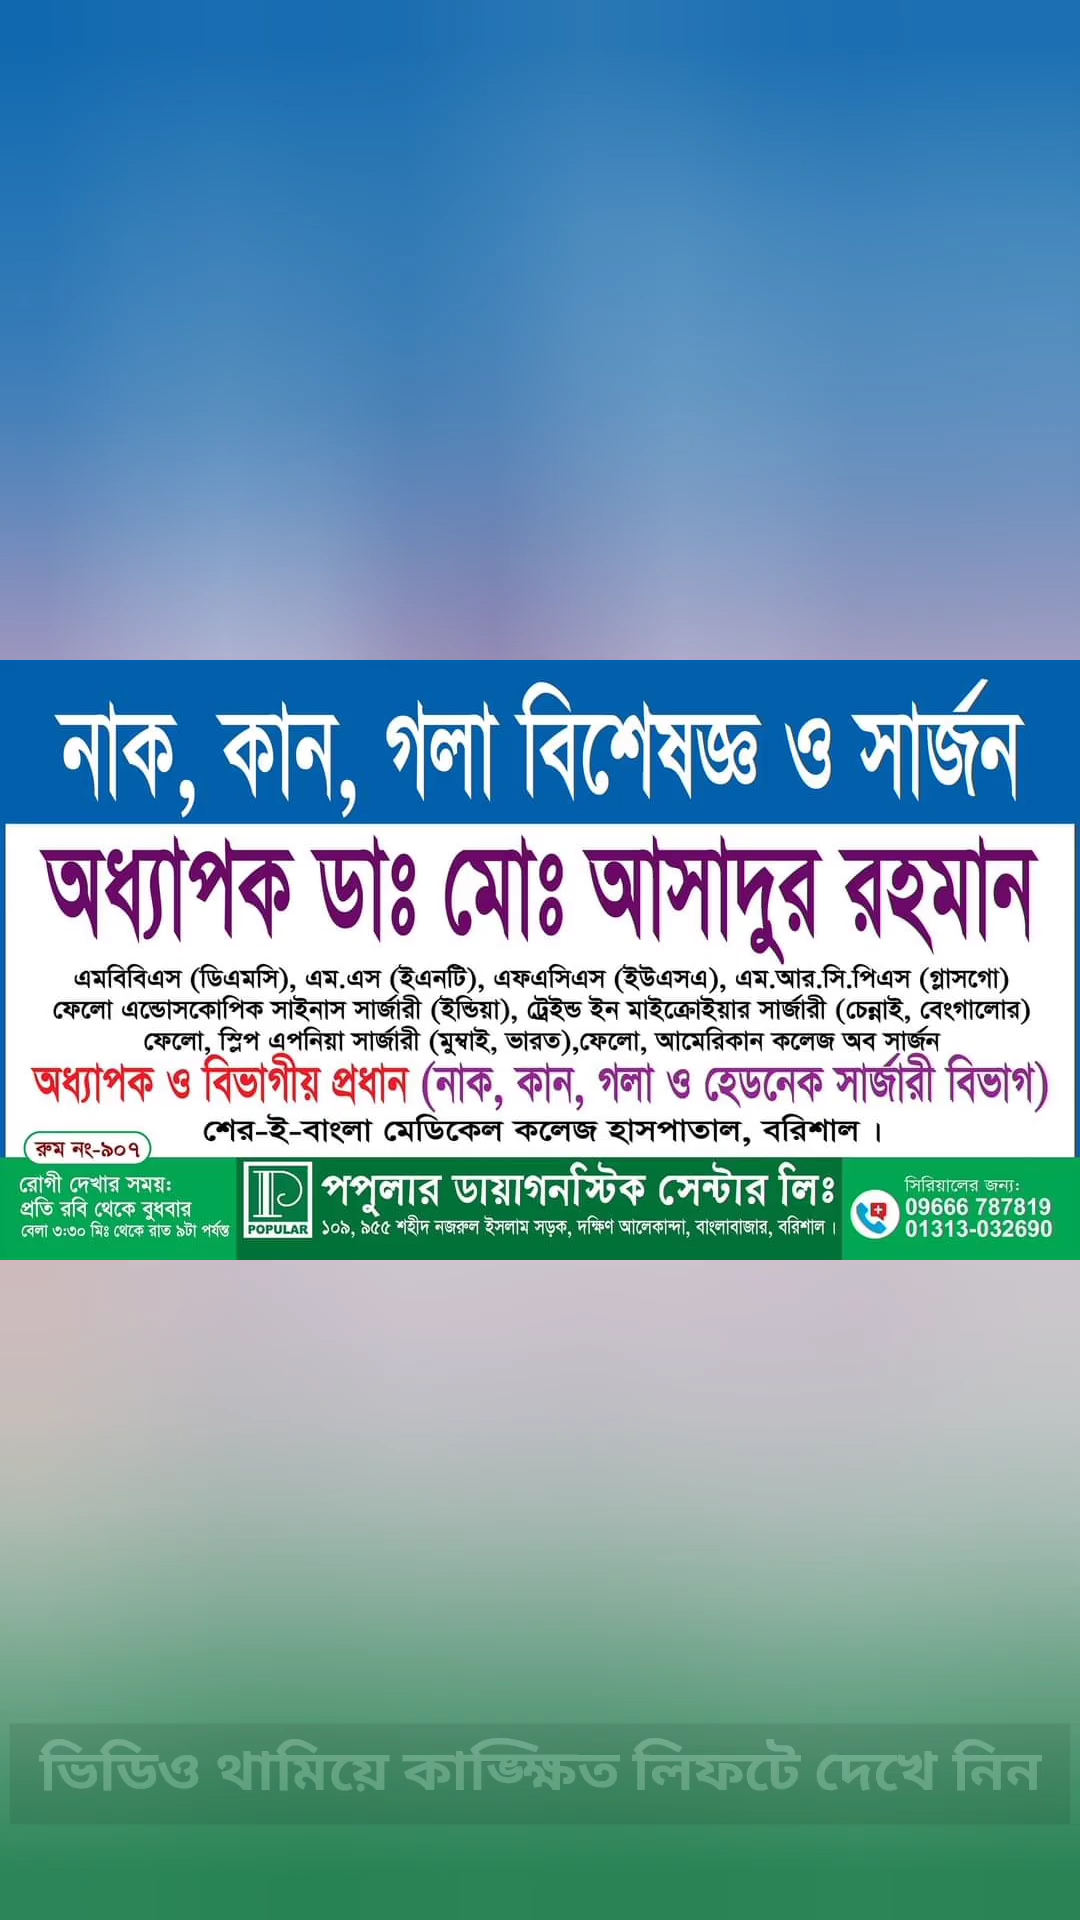 নাক, কান, গলা বিশেষজ্ঞ ও সার্জন
অধ্যাপক ডাঃ মোঃ আসাদুর রহমান
এমবিবিএস (ডিএমসি), এম.এস (ইএনটি), এফএসিএস (ইউএসএ), এম.আর.সি.পিএস (গ্লাসগো)
ফেলো এন্ডোসকোপিক সাইনাস সার্জারী (ইন্ডিয়া), ট্রেইন্ড ইন মাইক্রোইয়ার সার্জারী (চেন্নাই, বেংগালোর)
ফেলো, স্লিপ এপনিয়া সার্জারী (মুম্বাই, ভারত),ফেলো, আমেরিকান কলেজ অব সার্জন
অধ্যাপক ও বিভাগীয় প্রধান (নাক, কান, গলা ও হেডনেক সার্জারী বিভাগ)
শের-ই-বাংলা মেডিকেল কলেজ হাসপাতাল, বরিশাল ।
রুম নং-৯০৭
রোগী দেখার সময়:
প্রতি রবি থেকে বুধবার
বেলা ৩:৩০ মিঃ থেকে রাত ৯টা পর্যন্ত
POPULAR
পপুলার ডায়াগনস্টিক সেন্টার লিঃ
১০৯, ৯৫৫ শহীদ নজরুল ইসলাম সড়ক, দক্ষিণ আলেকান্দা, বাংলাবাজার, বরিশাল ।
সিরিয়ালের জন্য:
09666 787819
01313-032690
ভিডিও থামিয়ে কাঙ্ক্ষিত লিফটে দেখে নিন